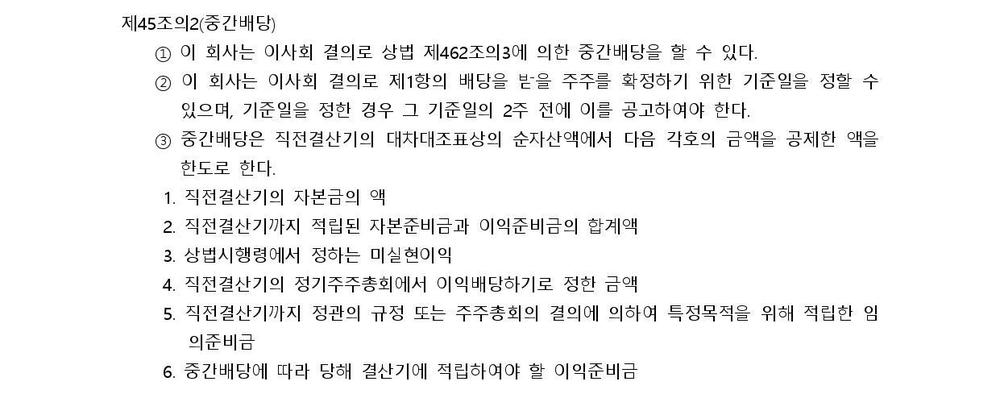 제45조의2(중간배당)
① 이 회사는 이사회 결의로 상법 제462조의3에 의한 중간배당을 할 수 있다.
② 이 회사는 이사회 결의로 제1항의 배당을 받을 주주를 확정하기 위한 기준일을 정할 수
있으며, 기준일을 정한 경우 그 기준일의 2주 전에 이를 공고하여야 한다.
③ 중간배당은 직전결산기의 대차대조표상의 순자산액에서 다음 각호의 금액을 공제한 액을
한도로 한다.
1. 직전결산기의 자본금의 액
2. 직전결산기까지 적립된 자본준비금과 이익준비금의 합계액
3. 상법시행령에서 정하는 미실현이익
4. 직전결산기의 정기주주총회에서 이익배당하기로 정한 금액
5. 직전결산기까지 정관의 규정 또는 주주총회의 결의에 의하여 특정목적을 위해 적립한 임
의준비금
6. 중간배당에 따라 당해 결산기에 적립하여야 할 이익준비금